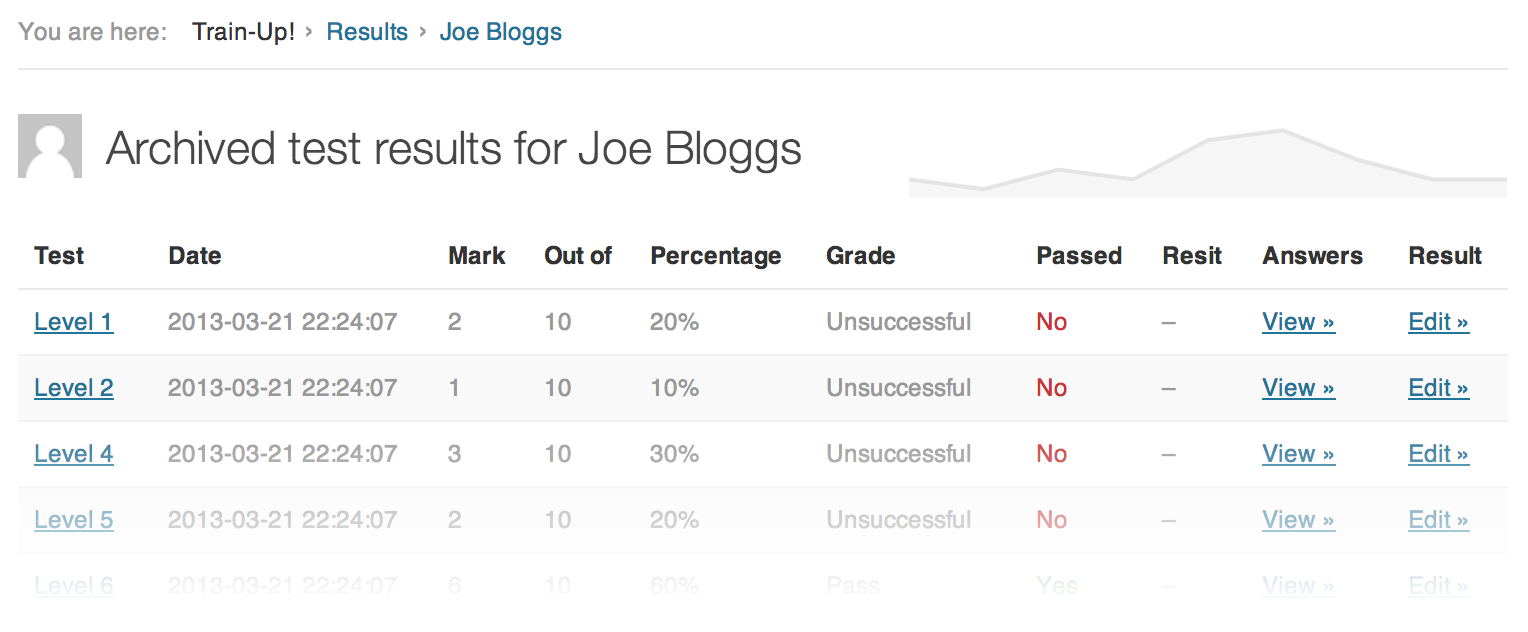 You are here: Train-Up! › Results › Joe Bloggs
Archived test results for Joe Bloggs
Test Date Mark Out of Percentage Grade Passed Resit Answers Result
Level 1 2013-03-21 22:24:07 2 10 20% Unsuccessful No – View » Edit »
Level 2 2013-03-21 22:24:07 1 10 10% Unsuccessful No – View » Edit »
Level 4 2013-03-21 22:24:07 3 10 30% Unsuccessful No – View » Edit »
Level 5 2013-03-21 22:24:07 2 10 20% Unsuccessful No – View » Edit »
Level 6 2013-03-21 22:24:07 6 10 60% Pass Yes – View » Edit »